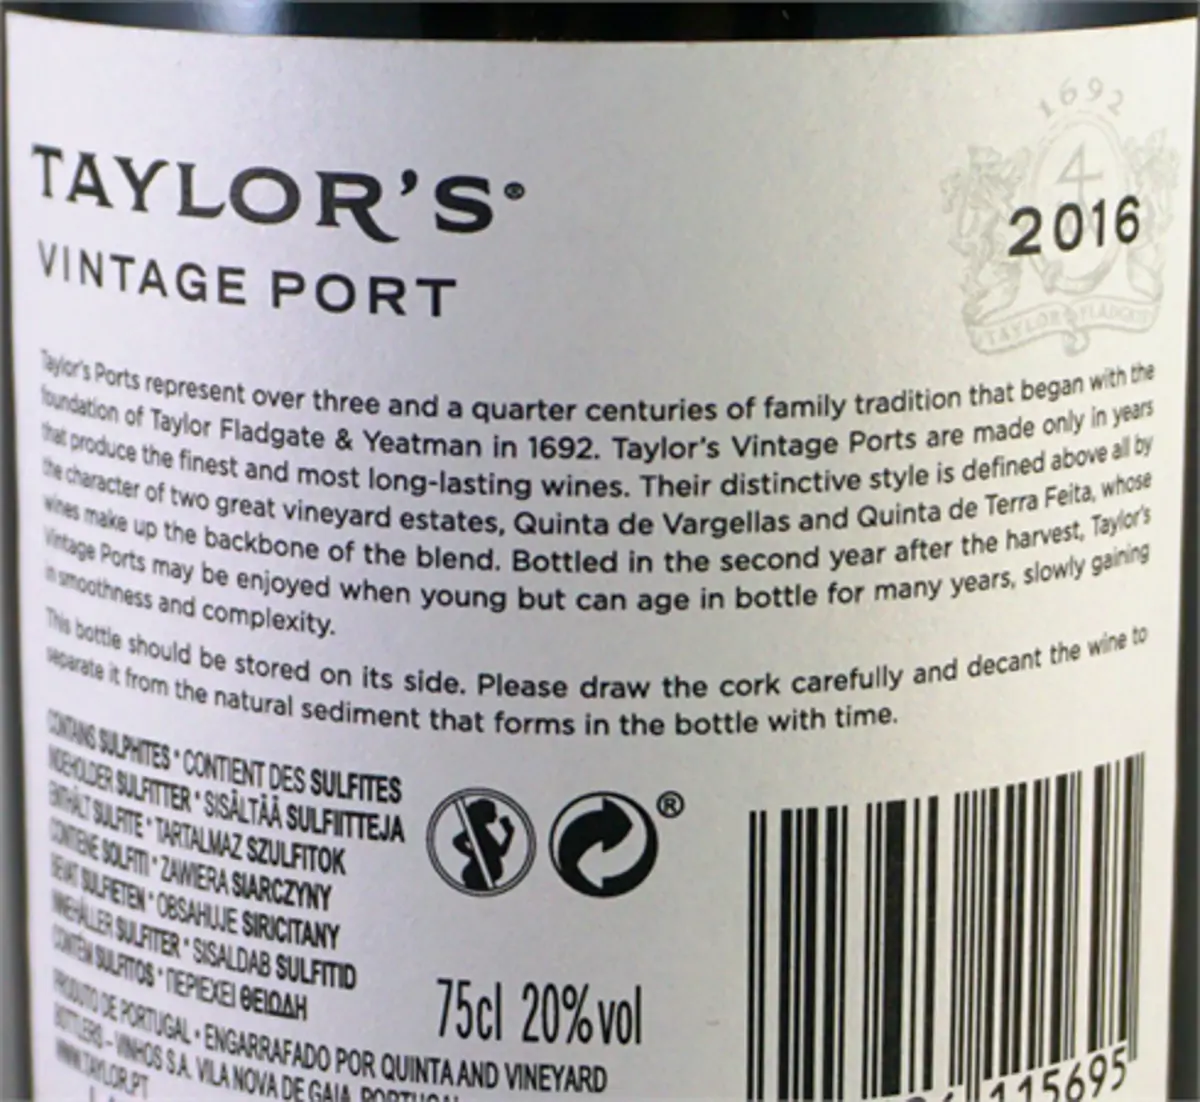 1692
4
TAYLOR'S®
2016
VINTAGE PORT
TAYLOR FLADGATE
Taylor's Ports represent over three and a quarter centuries of family tradition that began with the
foundation of Taylor Fladgate & Yeatman in 1692. Taylor's Vintage Ports are made only in years
that produce the finest and most long-lasting wines. Their distinctive style is defined above all by
the character of two great vineyard estates, Quinta de Vargellas and Quinta de Terra Feita, whose
wines make up the backbone of the blend. Bottled in the second year after the harvest, Taylor's
Vintage Ports may be enjoyed when young but can age in bottle for many years, slowly gaining
in smoothness and complexity.
This bottle should be stored on its side. Please draw the cork carefully and decant the wine to
separate it from the natural sediment that forms in the bottle with time.
CONTAINS SULPHITES • CONTIENT DES SULFITES
INDEHOLDER SULFITTER • SISÄLTÄÄ SULFIITTEJA
ENTHÄLT SULFITE • TARTALMAZ SZULFITOK
CONTIENE SOLFITI • ZAWIERA SIARCZYNY
BEVAT SULFIETEN • OBSAHUJE SIRICITANY
INNEHÅLLER SULFITER • SISALDAB SULFITID
CONTÉM SULFITOS • ΠΕΡΙΕΧΕΙ ΘΕΙΩΔΗ
PRODUTO DE PORTUGAL • ENGARRAFADO POR QUINTA AND VINEYARD
BOTTLERS - VINHOS S.A. VILA NOVA DE GAIA, PORTUGAL
WWW.TAYLOR.PT
®
75cl 20%vol
115695